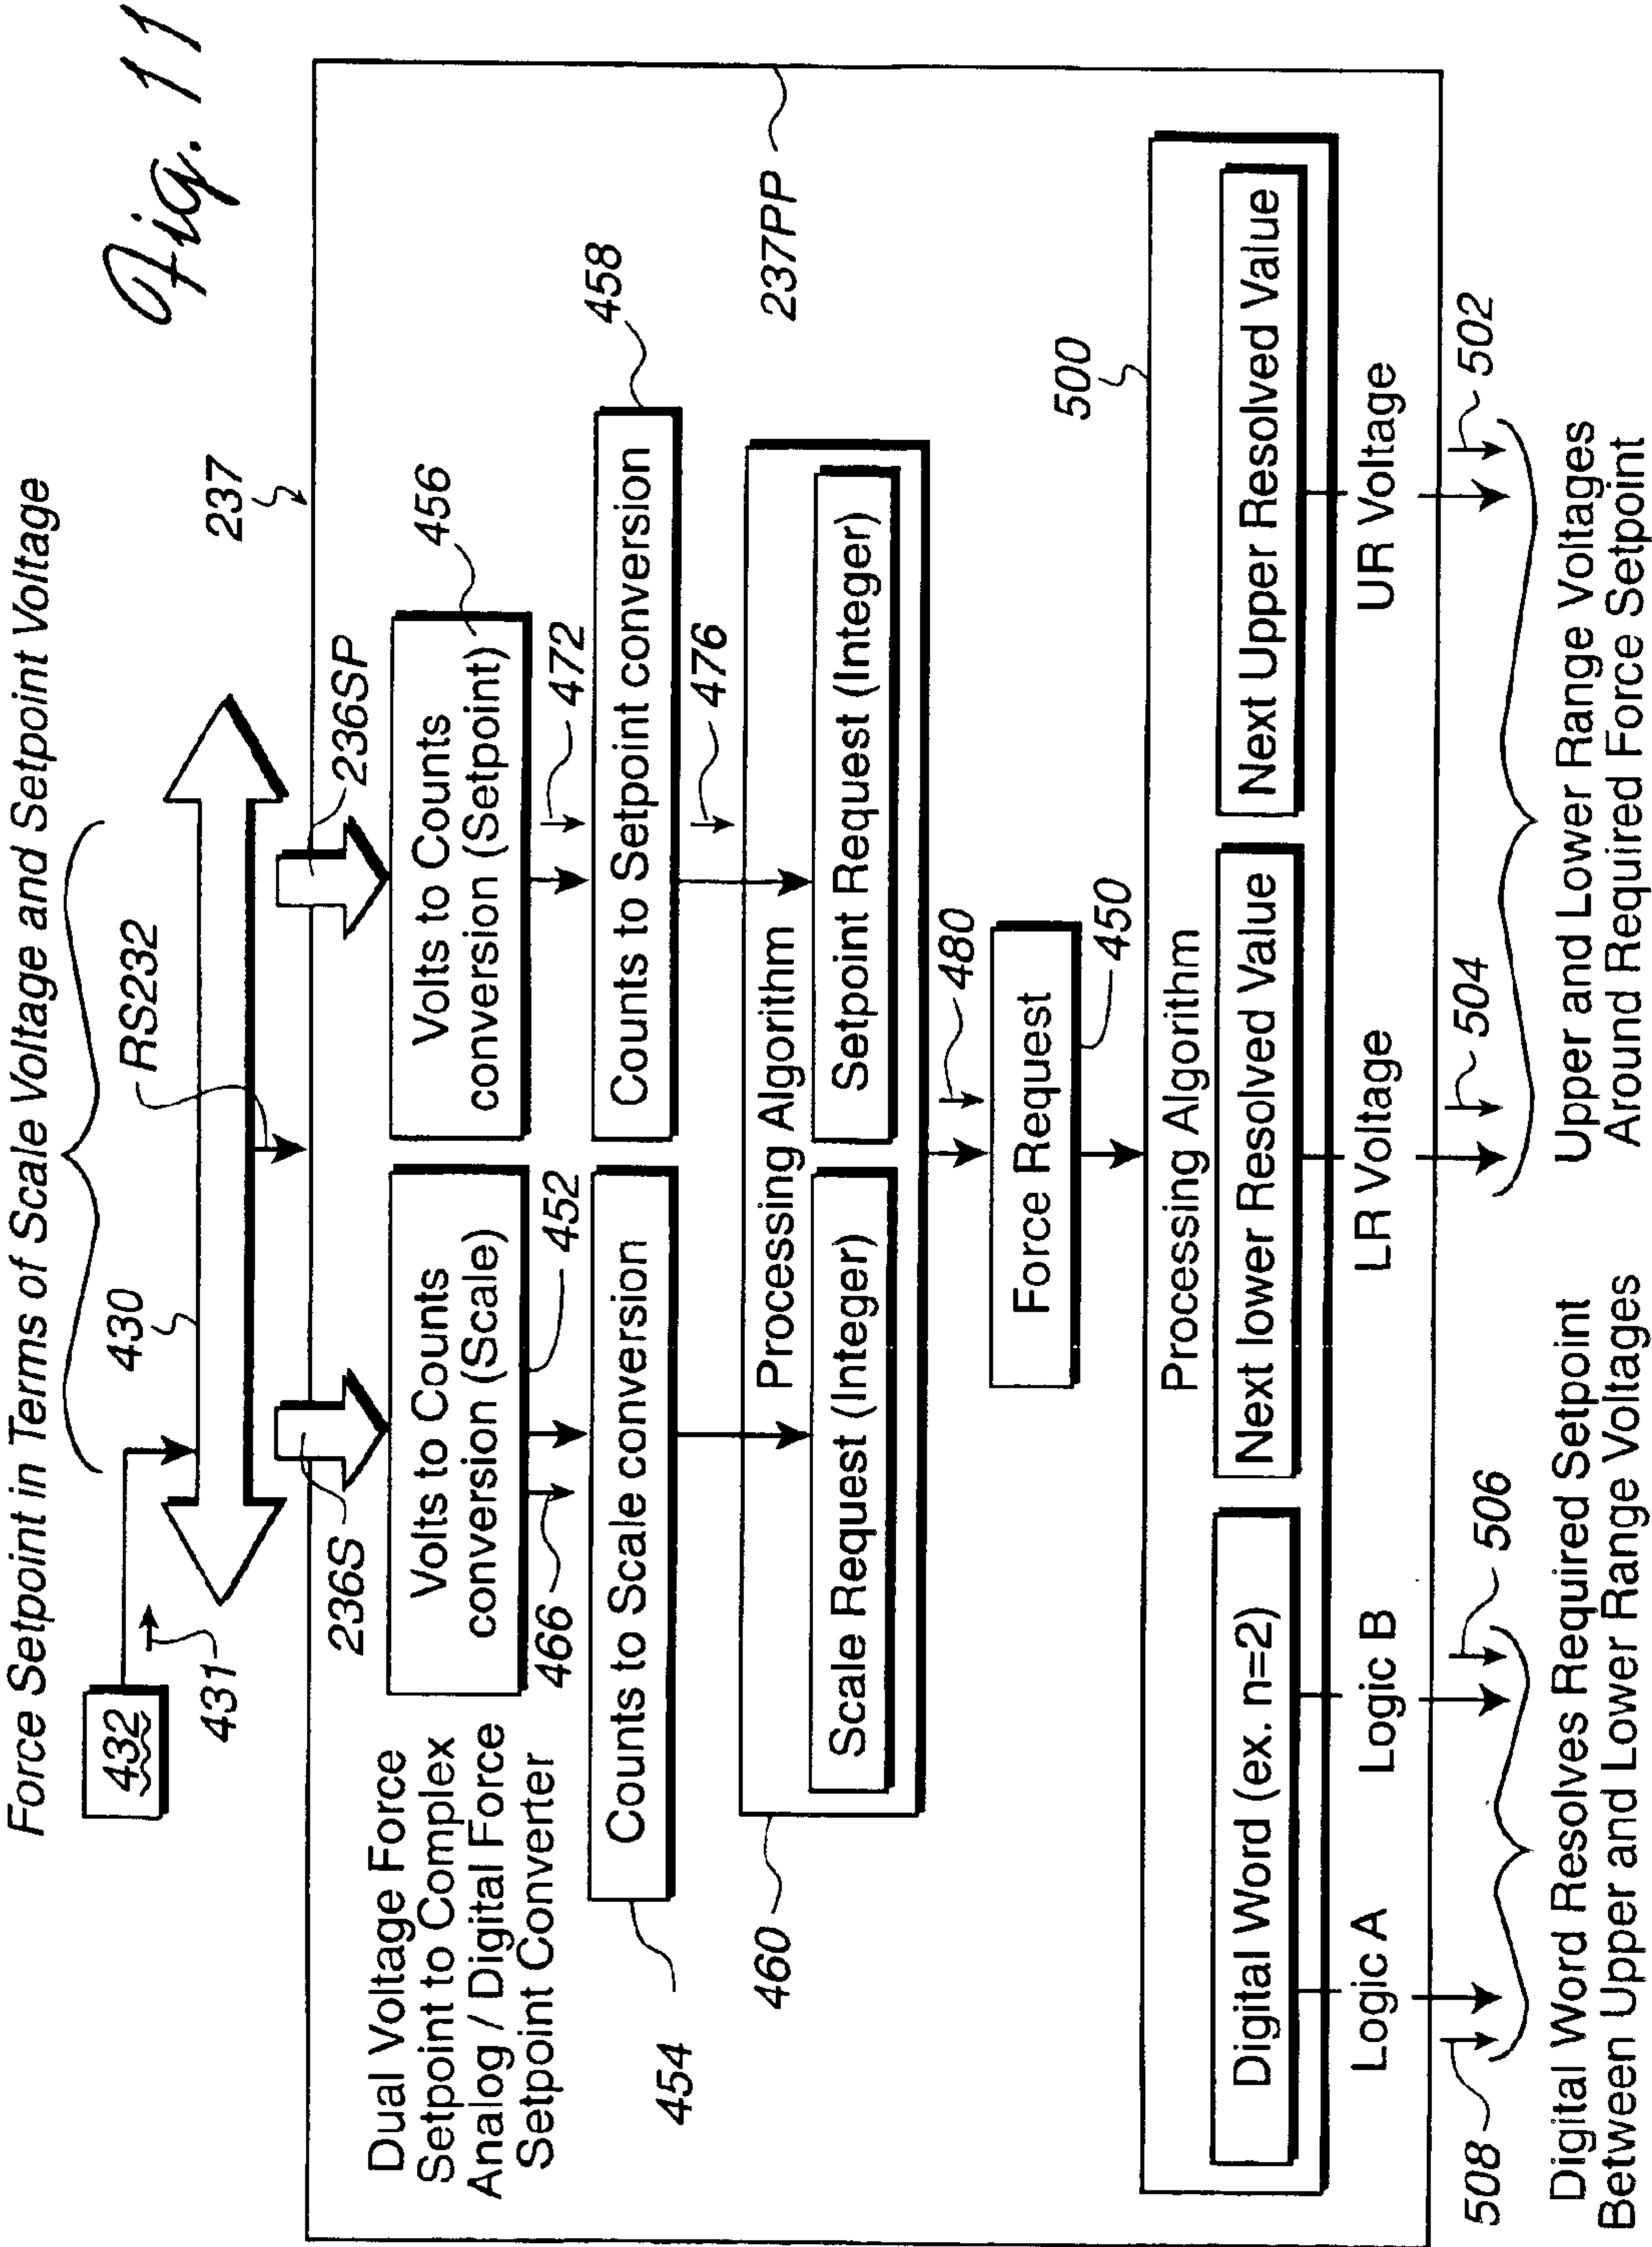 Fig. 11
Force Setpoint in Terms of Scale Voltage and Setpoint Voltage
432
431
430
RS232
237
236S
236SP
Dual Voltage Force
Setpoint to Complex
Analog / Digital Force
Setpoint Converter
Volts to Counts
conversion (Scale)
452
Volts to Counts
conversion (Setpoint)
456
466
472
454
Counts to Scale conversion
Counts to Setpoint conversion
458
476
460
Processing Algorithm
Scale Request (Integer)
Setpoint Request (Integer)
237PP
480
Force Request
450
500
Processing Algorithm
Digital Word (ex. n=2)
Next lower Resolved Value
Next Upper Resolved Value
Logic A
Logic B
LR Voltage
UR Voltage
508
506
504
502
Digital Word Resolves Required Setpoint
Between Upper and Lower Range Voltages
Upper and Lower Range Voltages
Around Required Force Setpoint